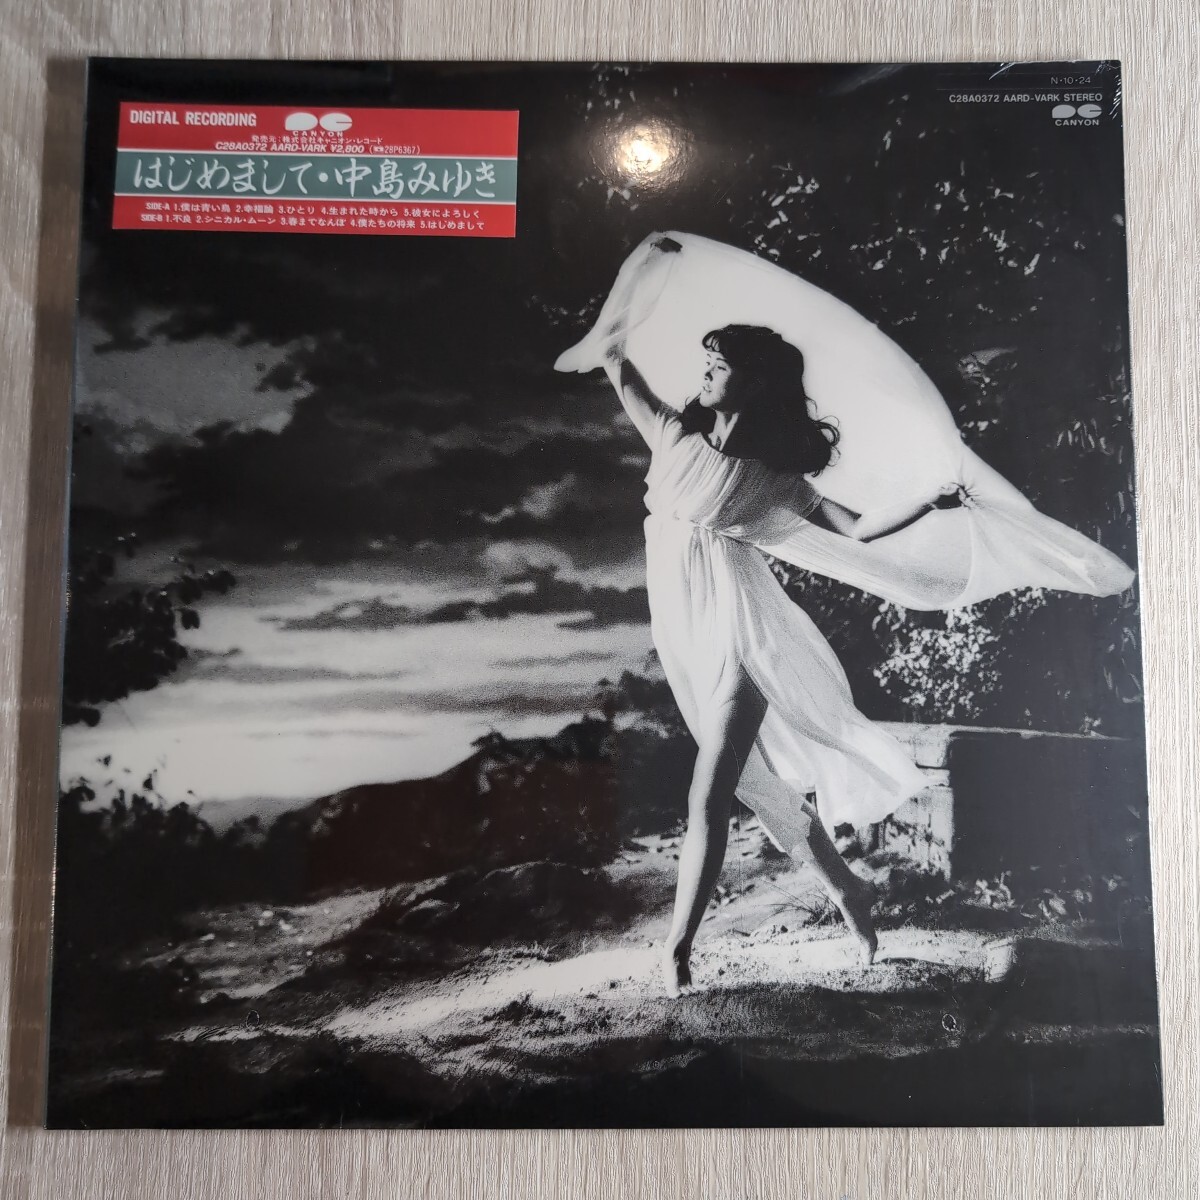 DIGITAL RECORDING
CANYON
発売元:株式会社キャニオン・レコード
C28A0372 AARD-VARK ¥2,800 (28P6367)
はじめまして・中島みゆき
SIDE-A 1.僕は青い鳥 2.幸福論 3.ひとり 4.生まれた時から 5.彼女によろしく
SIDE-B 1.不良 2.シニカル・ムーン 3.春までなんぼ 4.僕たちの将来 5.はじめまして
N・10・24
C28A0372 AARD-VARK STEREO
CANYON